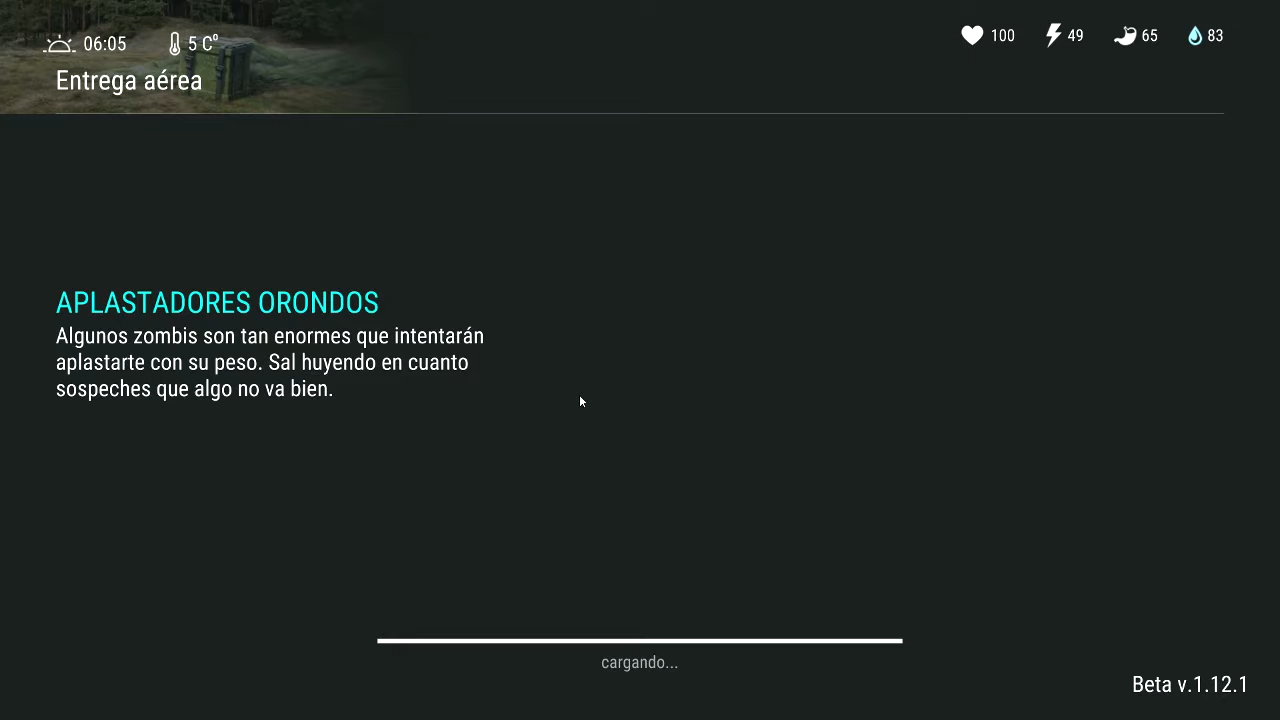 06:05 5 Cº
100 49 65 83
Entrega aérea
APLASTADORES ORONDOS
Algunos zombis son tan enormes que intentarán
aplastarte con su peso. Sal huyendo en cuanto
sospeches que algo no va bien.
cargando...
Beta v.1.12.1